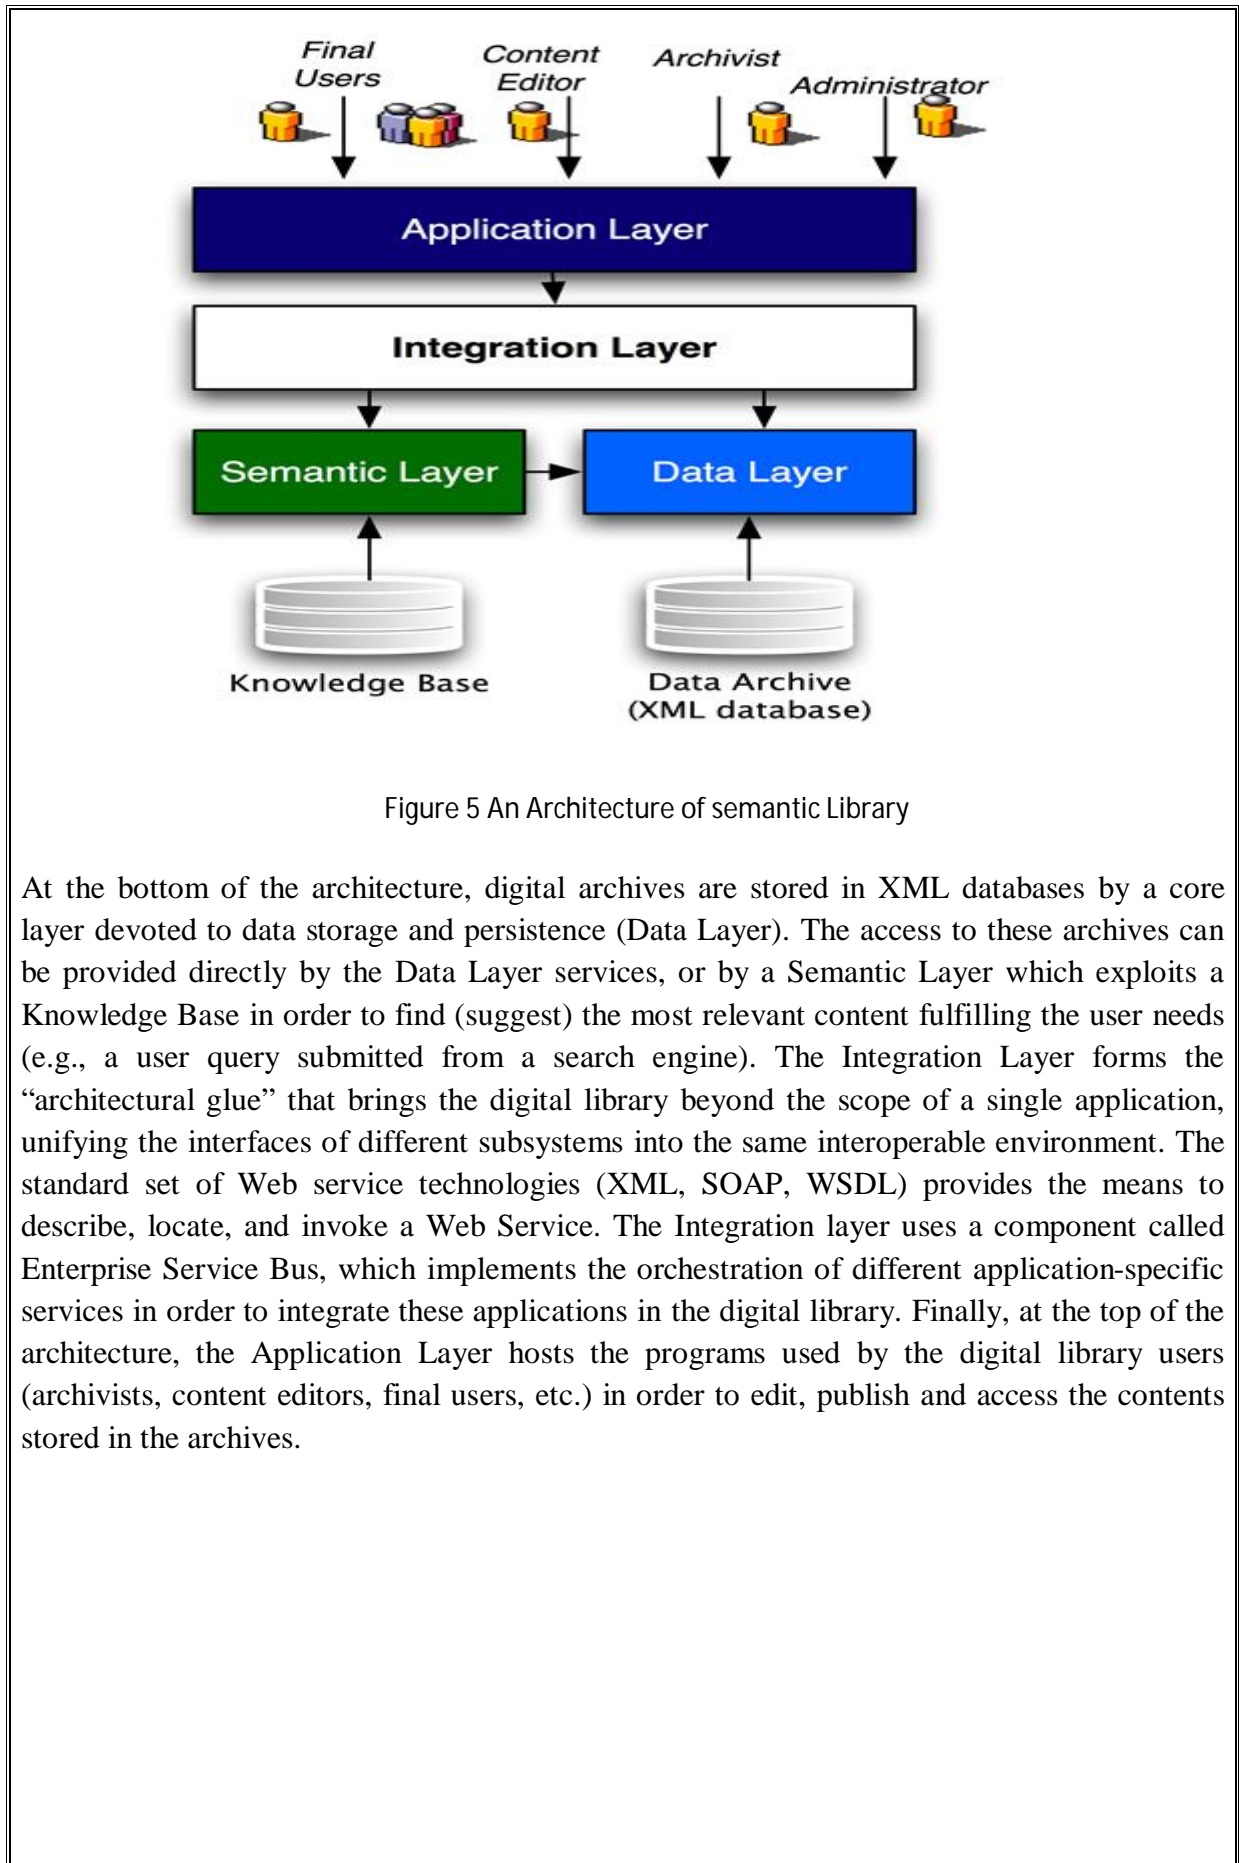 Final
Users
Content
Editor
Archivist
Administrator
Application Layer
Integration Layer
Semantic Layer
Data Layer
Knowledge Base
Data Archive
(XML database)
Figure 5 An Architecture of semantic Library
At the bottom of the architecture, digital archives are stored in XML databases by a core
layer devoted to data storage and persistence (Data Layer). The access to these archives can
be provided directly by the Data Layer services, or by a Semantic Layer which exploits a
Knowledge Base in order to find (suggest) the most relevant content fulfilling the user needs
(e.g., a user query submitted from a search engine). The Integration Layer forms the
“architectural glue” that brings the digital library beyond the scope of a single application,
unifying the interfaces of different subsystems into the same interoperable environment. The
standard set of Web service technologies (XML, SOAP, WSDL) provides the means to
describe, locate, and invoke a Web Service. The Integration layer uses a component called
Enterprise Service Bus, which implements the orchestration of different application-specific
services in order to integrate these applications in the digital library. Finally, at the top of the
architecture, the Application Layer hosts the programs used by the digital library users
(archivists, content editors, final users, etc.) in order to edit, publish and access the contents
stored in the archives.